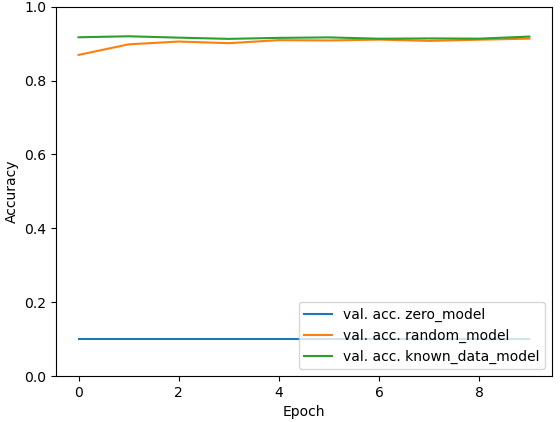 1.0
0.8
0.6
0.4
0.2
0.0
Accuracy
val. acc. zero_model
val. acc. random_model
val. acc. known_data_model
0 2 4 6 8
Epoch